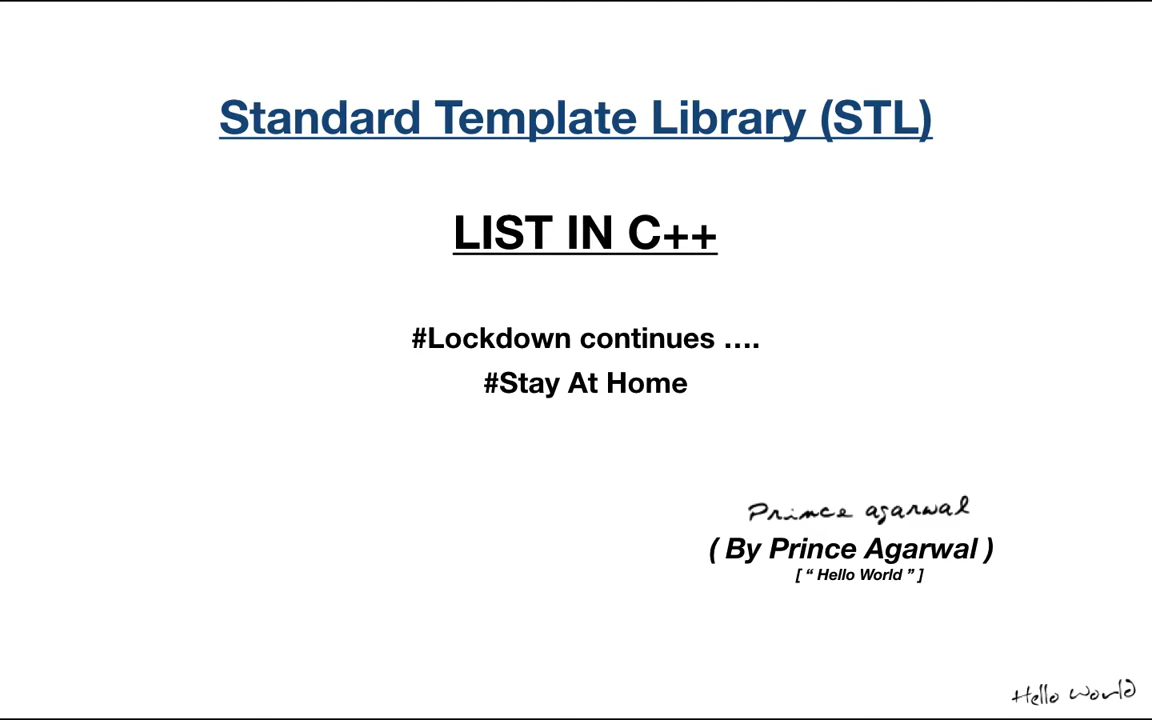 Standard Template Library (STL)
LIST IN C++
#Lockdown continues ....
#Stay At Home
Prince agarwal
( By Prince Agarwal )
[ “ Hello World ” ]
Hello World